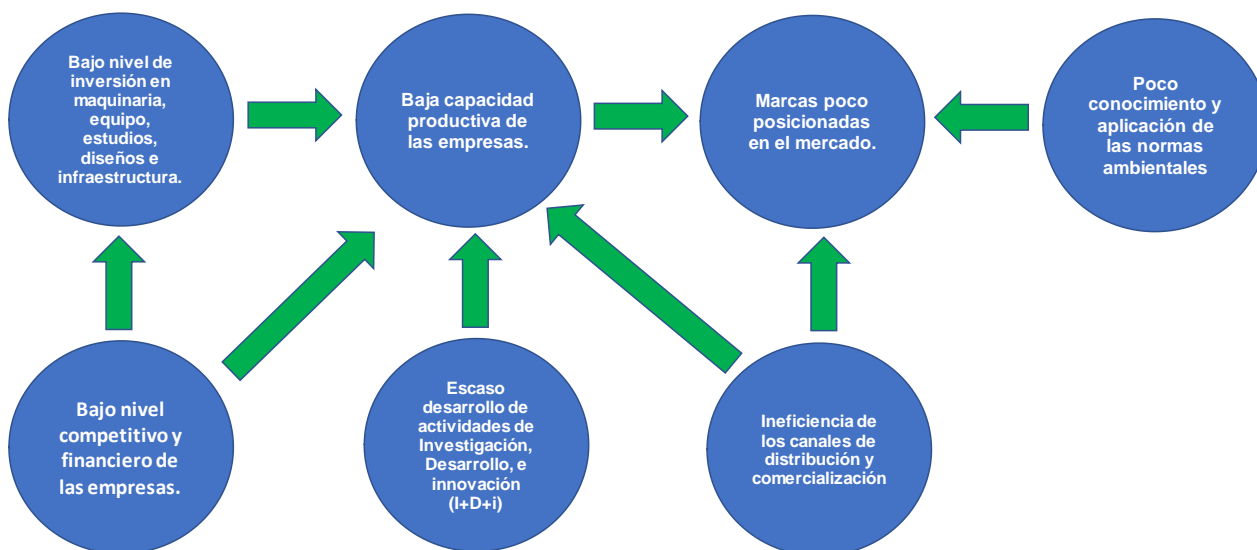 Bajo nivel de
inversión en
maquinaria,
equipo,
estudios,
diseños e
infraestructura.
Baja capacidad
productiva de
las empresas.
Marcas poco
posicionadas
en el mercado.
Poco
conocimiento y
aplicación de
las normas
ambientales
Bajo nivel
competitivo y
financiero de
las empresas.
Escaso
desarrollo de
actividades de
Investigación,
Desarrollo, e
innovación
(I+D+i)
Ineficiencia de
los canales de
distribución y
comercialización